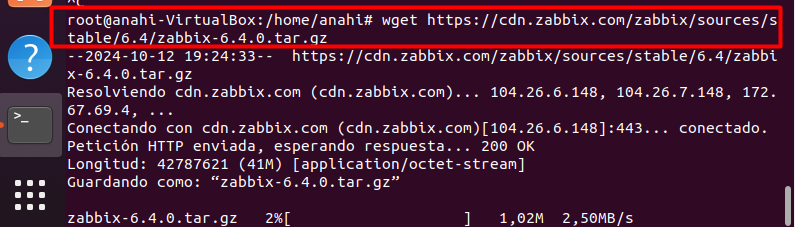 root@anahi-VirtualBox:/home/anahi# wget https://cdn.zabbix.com/zabbix/sources/s
table/6.4/zabbix-6.4.0.tar.gz
--2024-10-12 19:24:33--  https://cdn.zabbix.com/zabbix/sources/stable/6.4/zabbi
x-6.4.0.tar.gz
Resolviendo cdn.zabbix.com (cdn.zabbix.com)... 104.26.6.148, 104.26.7.148, 172.
67.69.4, ...
Conectando con cdn.zabbix.com (cdn.zabbix.com)[104.26.6.148]:443... conectado.
Petición HTTP enviada, esperando respuesta... 200 OK
Longitud: 42787621 (41M) [application/octet-stream]
Guardando como: “zabbix-6.4.0.tar.gz”
zabbix-6.4.0.tar.gz   2%[                    ]   1,02M  2,50MB/s